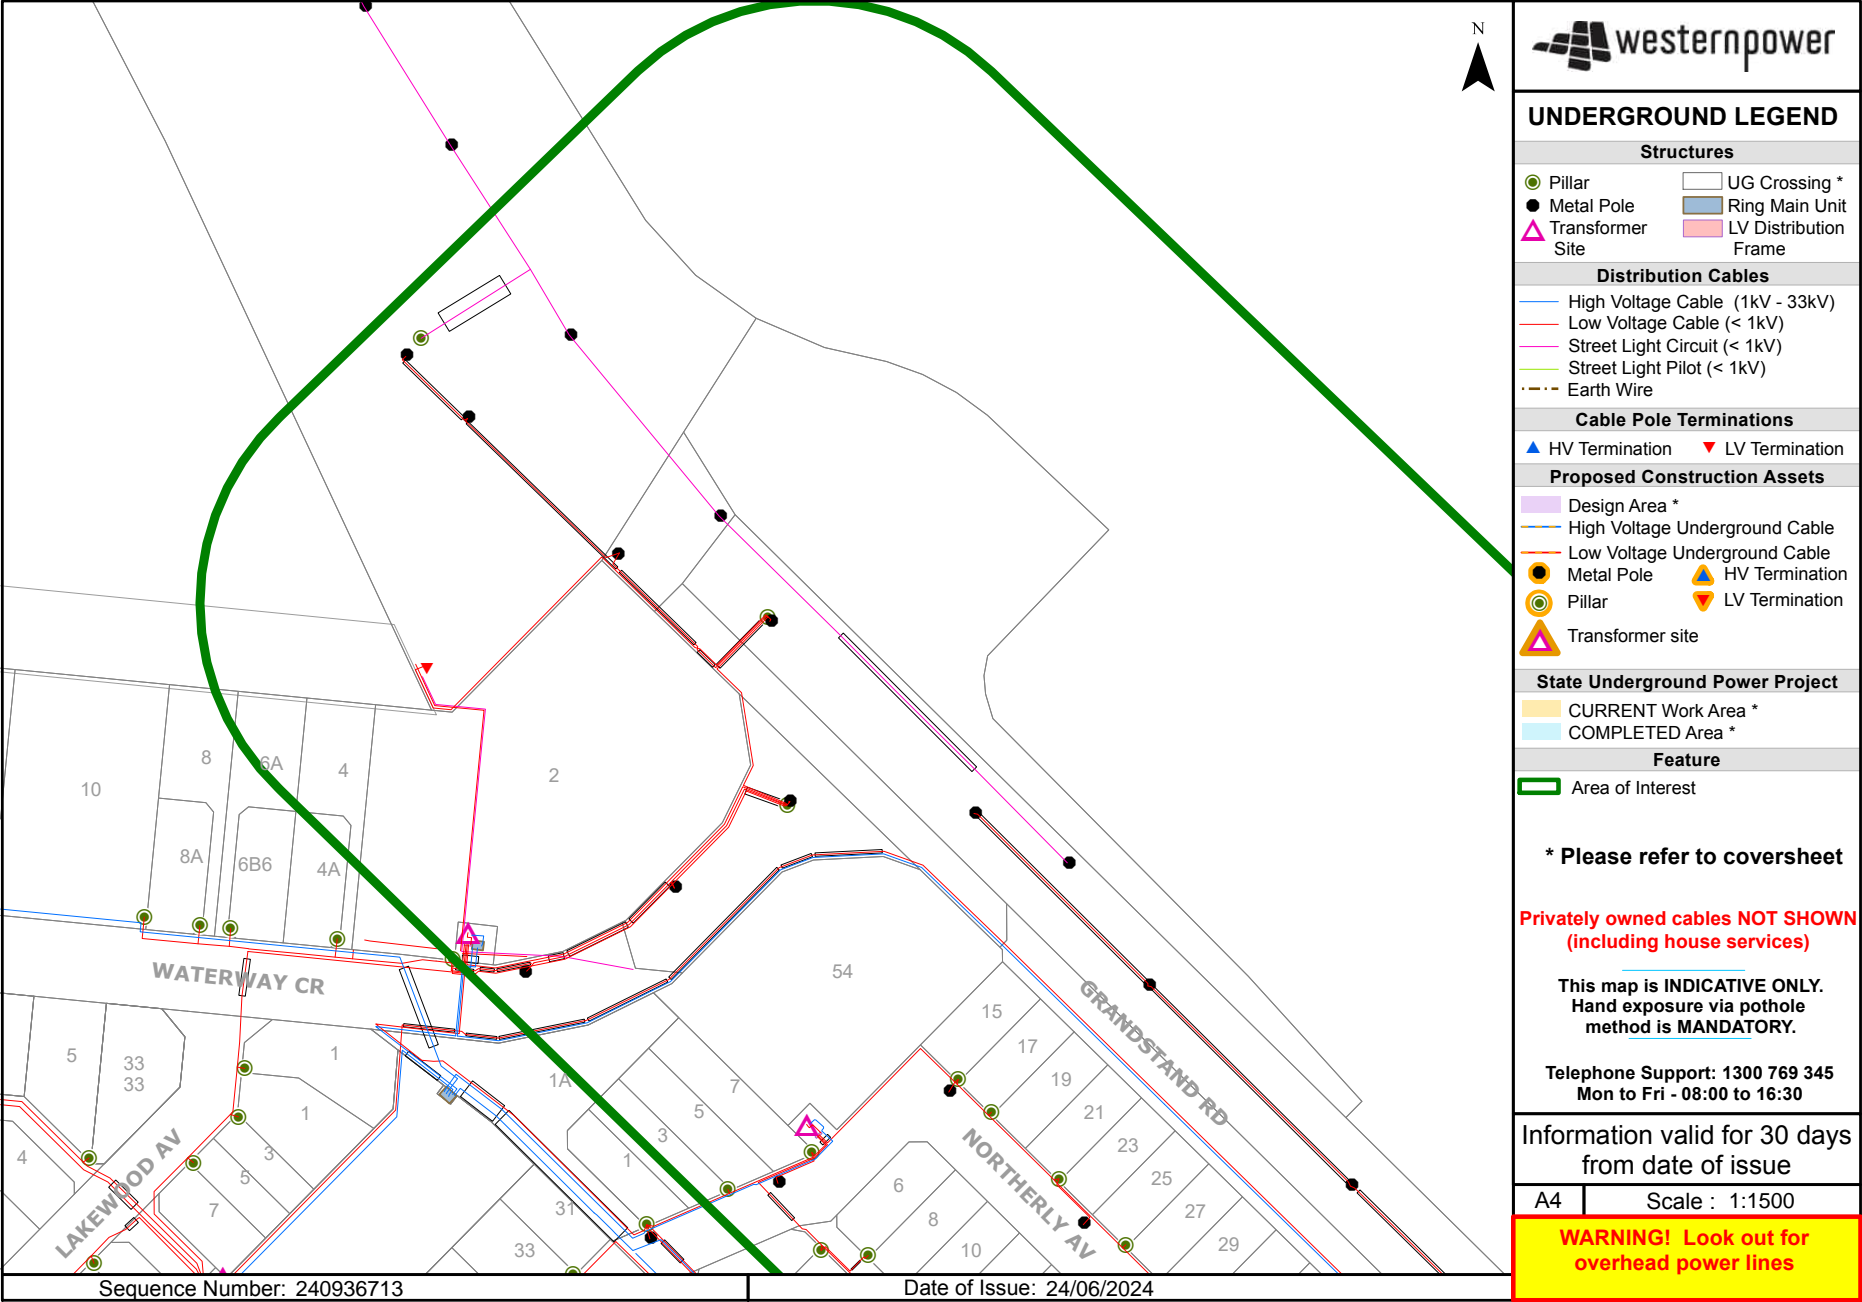 N
10
8
6A
4
2
8A
6B6
4A
WATERWAY CR
54
5
33
33
1
1
3
5
7
4
LAKEWOOD AV
1A
7
5
3
1
31
33
15
17
19
21
23
25
27
29
6
8
10
GRANDSTAND RD
NORTHERLY AV
westernpower
UNDERGROUND LEGEND
Structures
Pillar
UG Crossing *
Metal Pole
Ring Main Unit
Transformer
Site
LV Distribution
Frame
Distribution Cables
High Voltage Cable (1kV - 33kV)
Low Voltage Cable (< 1kV)
Street Light Circuit (< 1kV)
Street Light Pilot (< 1kV)
Earth Wire
Cable Pole Terminations
HV Termination
LV Termination
Proposed Construction Assets
Design Area *
High Voltage Underground Cable
Low Voltage Underground Cable
Metal Pole
HV Termination
Pillar
LV Termination
Transformer site
State Underground Power Project
CURRENT Work Area *
COMPLETED Area *
Feature
Area of Interest
* Please refer to coversheet
Privately owned cables NOT SHOWN
(including house services)
This map is INDICATIVE ONLY.
Hand exposure via pothole
method is MANDATORY.
Telephone Support: 1300 769 345
Mon to Fri - 08:00 to 16:30
Information valid for 30 days
from date of issue
A4
Scale : 1:1500
WARNING! Look out for
overhead power lines
Sequence Number: 240936713
Date of Issue: 24/06/2024